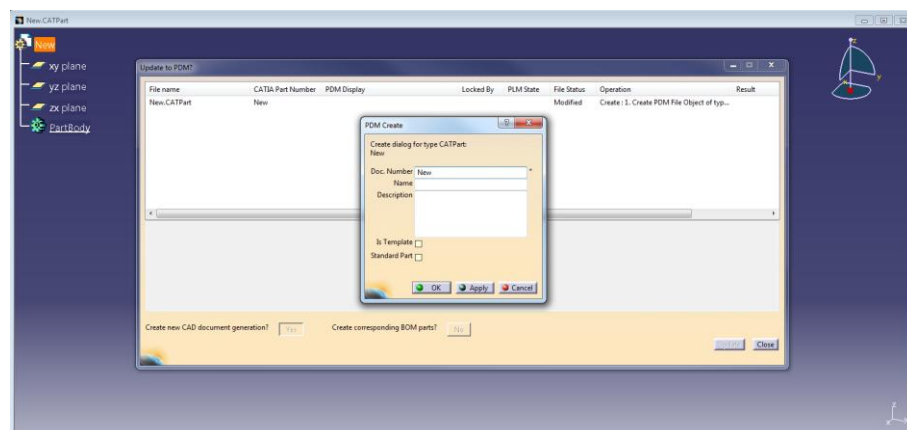 New.CATPart
New
xy plane
yz plane
zx plane
PartBody
z
y
x
Update to PDM?
File name CATIA Part Number PDM Display Locked By PLM State File Status Operation Result
New.CATPart New Modified Create : 1. Create PDM File Object of typ...
PDM Create
Create dialog for type CATPart:
New
Doc. Number New *
Name
Description
Is Template
Standard Part
OK Apply Cancel
Create new CAD document generation? Yes Create corresponding BOM parts? No
Update Close
z
x